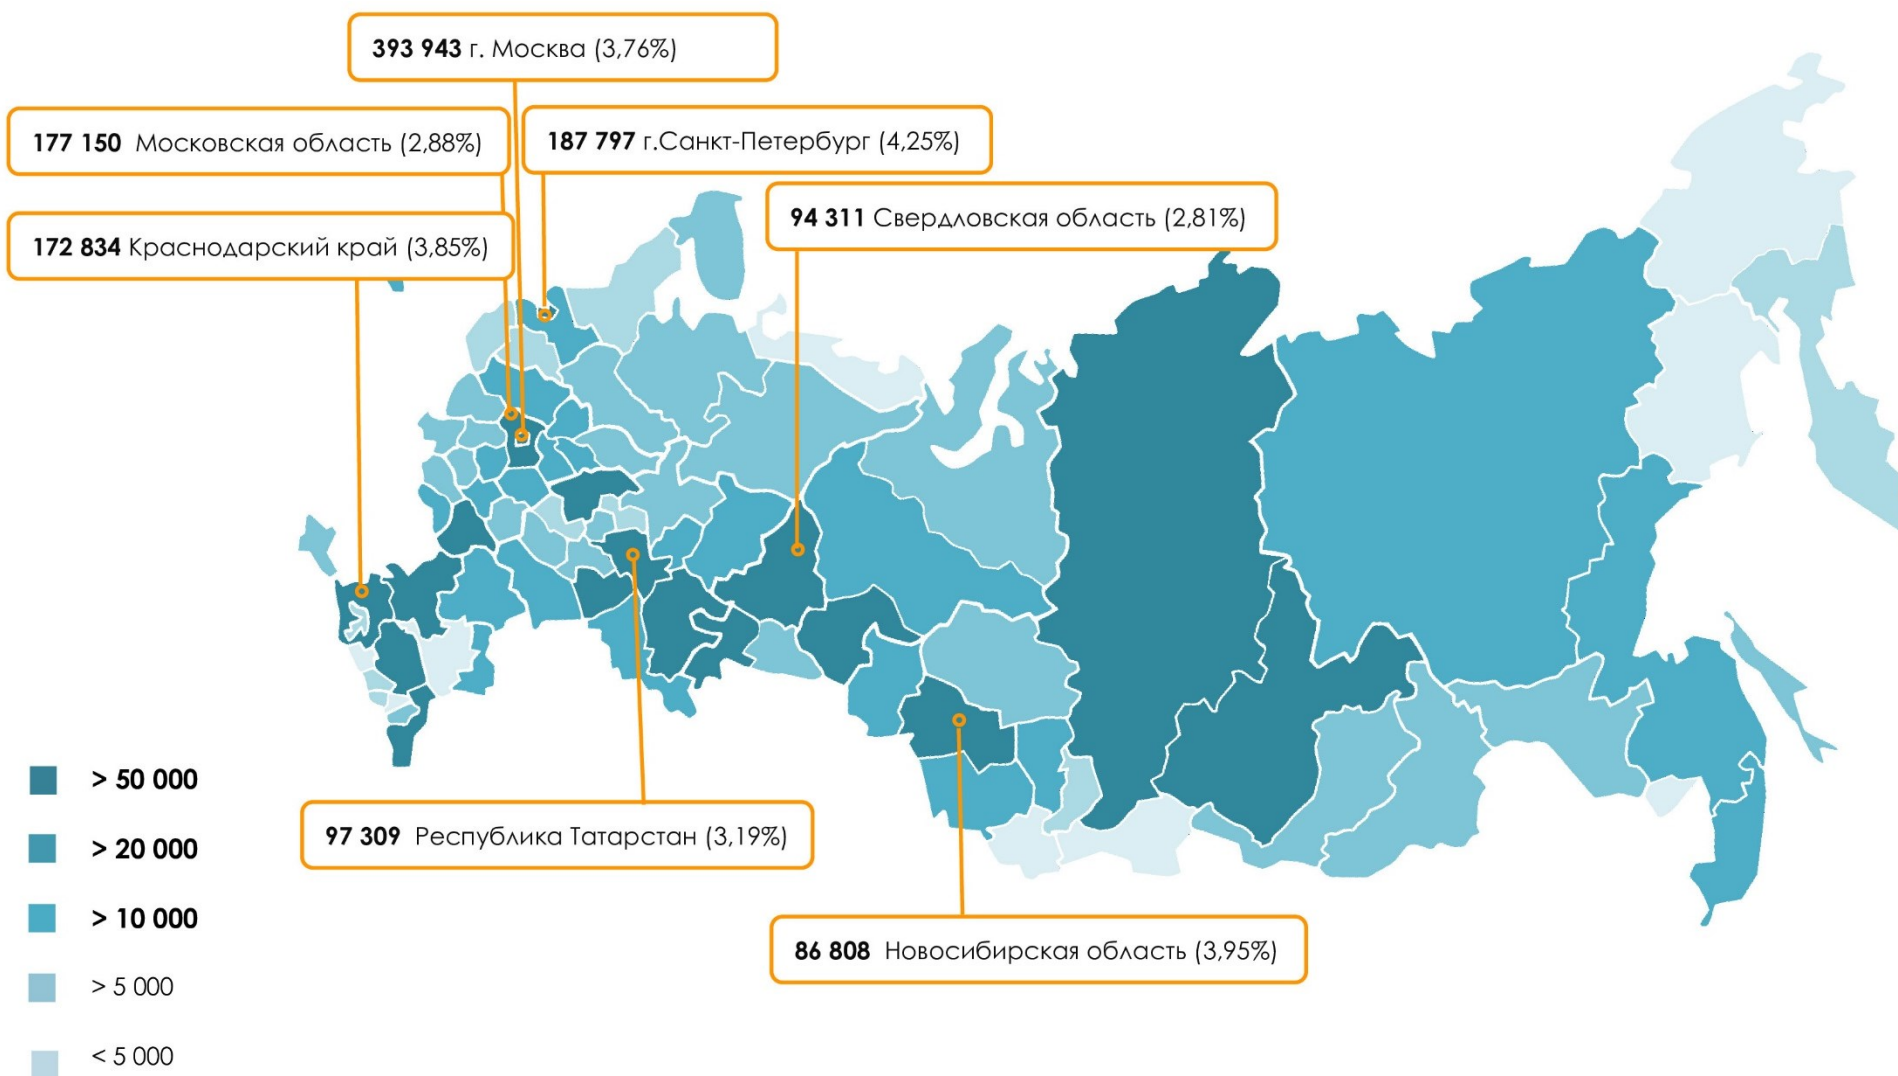 393 943 г. Москва (3,76%)
177 150 Московская область (2,88%)
187 797 г.Санкт-Петербург (4,25%)
94 311 Свердловская область (2,81%)
172 834 Краснодарский край (3,85%)
> 50 000
> 20 000
97 309 Республика Татарстан (3,19%)
> 10 000
86 808 Новосибирская область (3,95%)
> 5 000
< 5 000